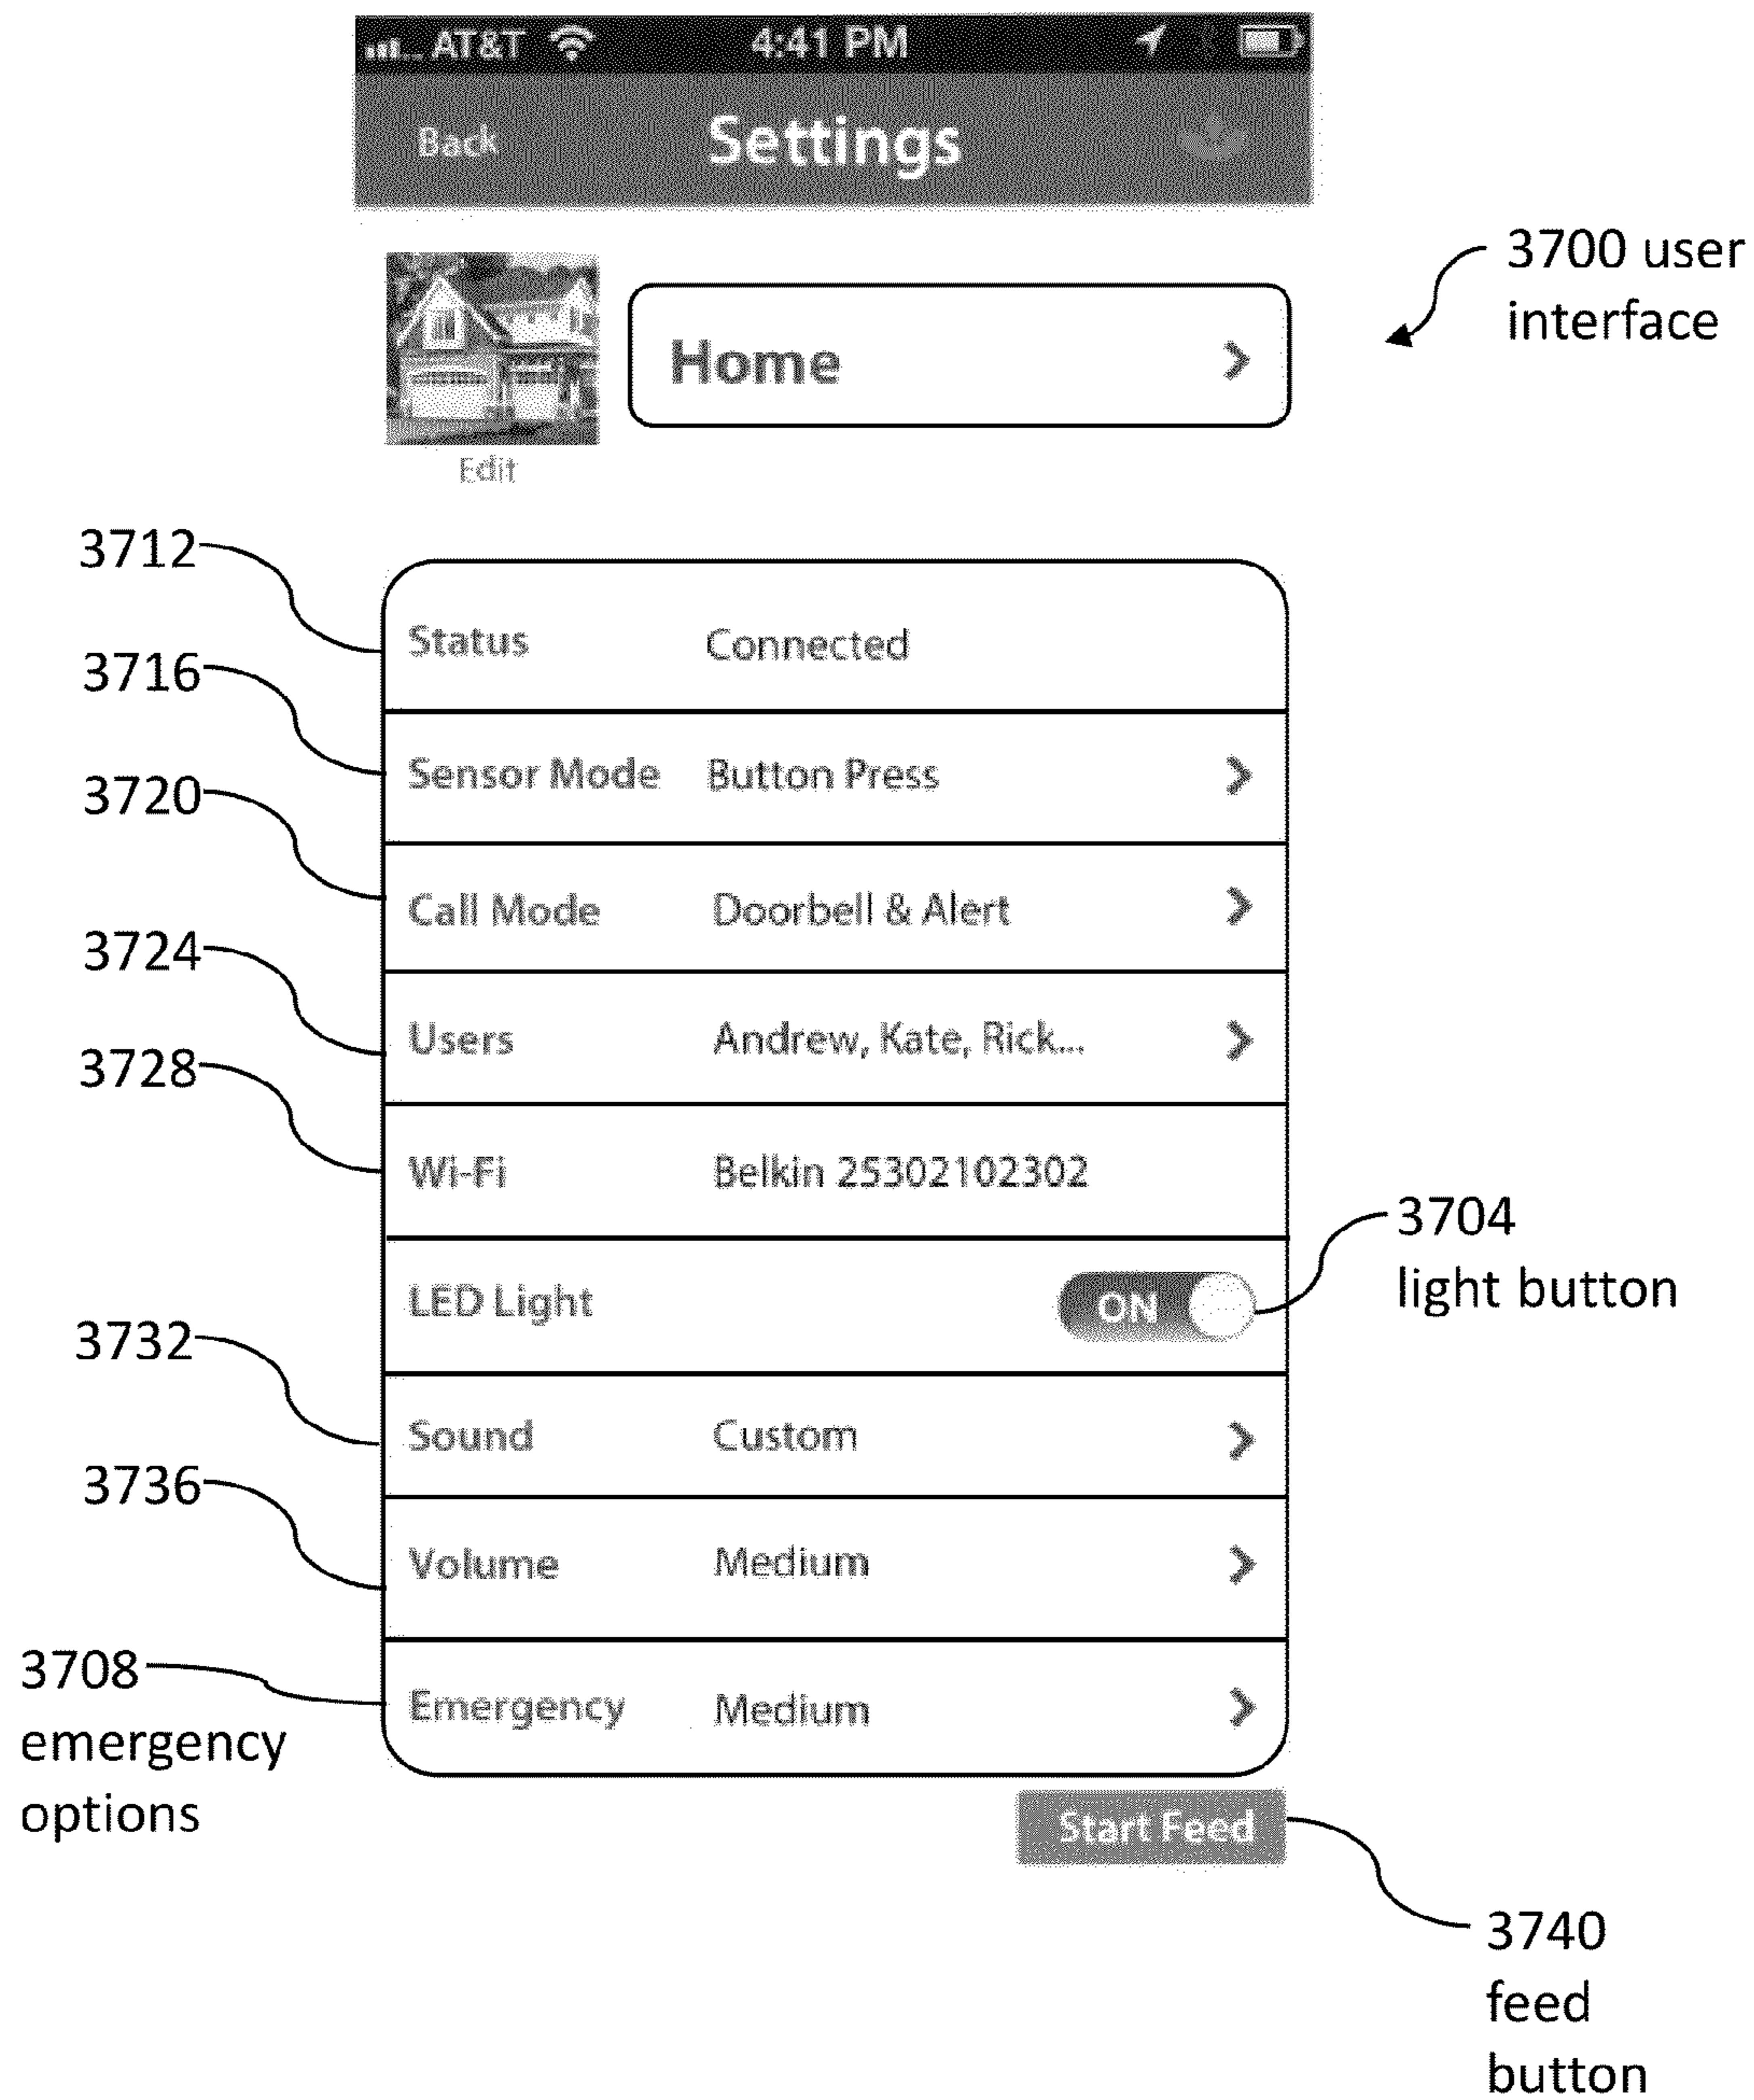 AT&T 4:41 PM
Back Settings
3700 user
interface
Home
Edit
3712
Status Connected
3716
Sensor Mode Button Press
3720
Call Mode Doorbell & Alert
3724
Users Andrew, Kate, Rick...
3728
Wi-Fi Belkin 25302102302
3704
light button
LED Light ON
3732
Sound Custom
3736
Volume Medium
3708
emergency
options
Emergency Medium
Start Feed
3740
feed
button